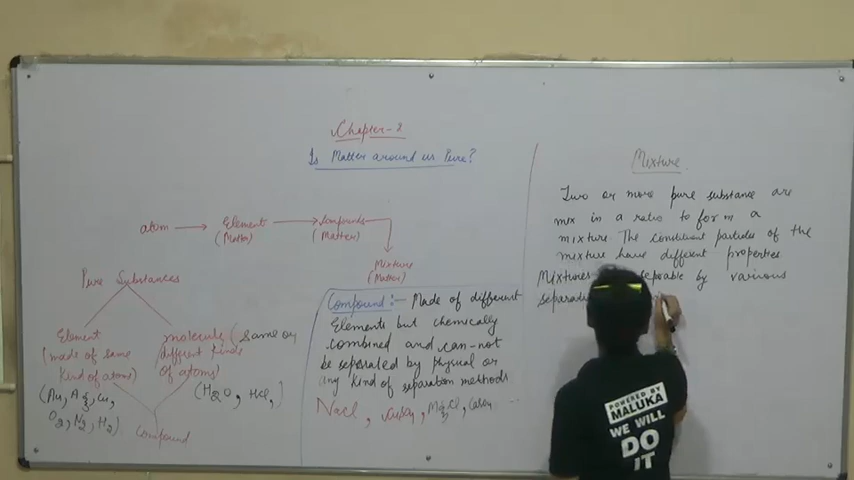 Chapter-2
Is Matter around us Pure?
atom → Element → Compounds
(Matter) (Matter)
Mixture
(Matter)
Pure Substances
Element
(made of same
kind of atoms)
(Au, Ag, Cu,
O2, N2, H2)
molecule (same or
different kinds
of atoms)
(H2O, HCl,)
Compound
Compound :- Made of different
Elements but chemically
combined and can-not
be separated by physical or
any kind of separation methods
NaCl, CuSO4,
Mixture
Two or more pure substance are
mix in a ratio to form a
mixture. The constituent particles of the
mixture have different properties
Mixtures seprable by various
POWERED BY
MALUKA
WE WILL
DO
IT